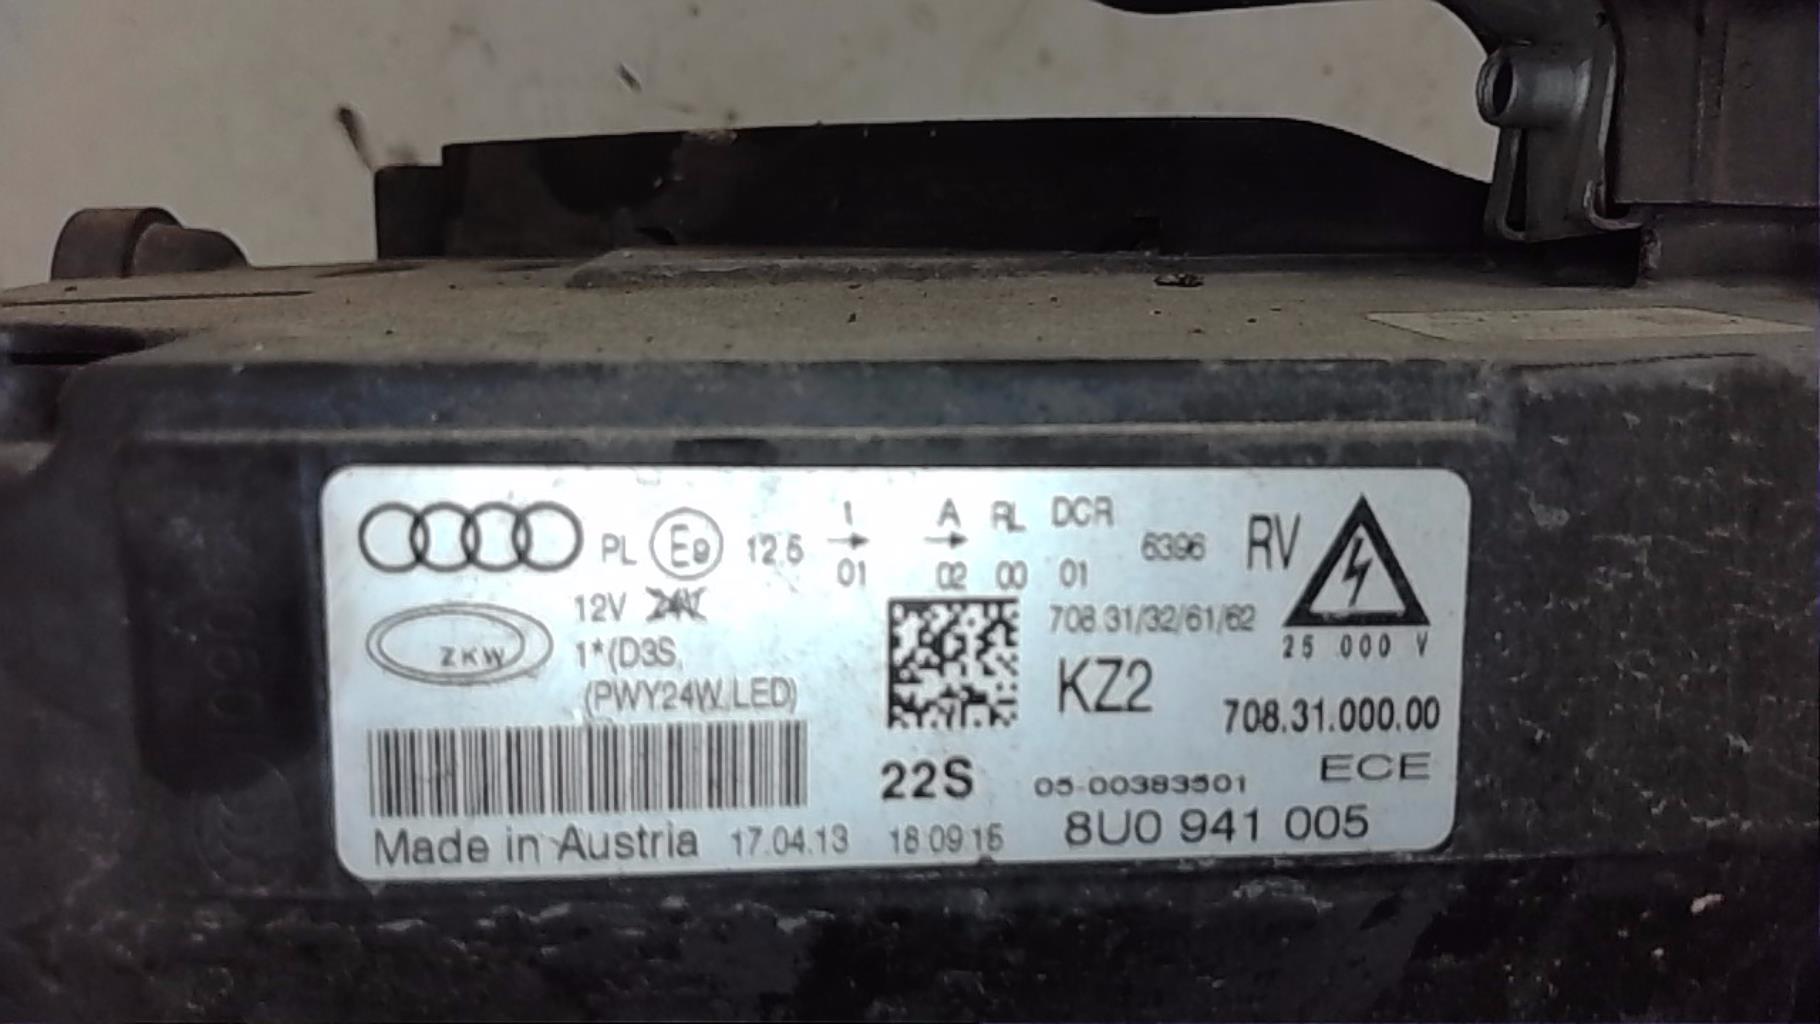 PL E9 12.5 1 A RL DCR 6396 RV
01 02 00 01
12V 24V
708.31/32/61/62
25 000 V
ZKW
1*(D3S,
(PWY24W,LED)
KZ2
708.31.000.00
22S
05-00383501
ECE
Made in Austria 17.04.13 18:09:15 8U0 941 005